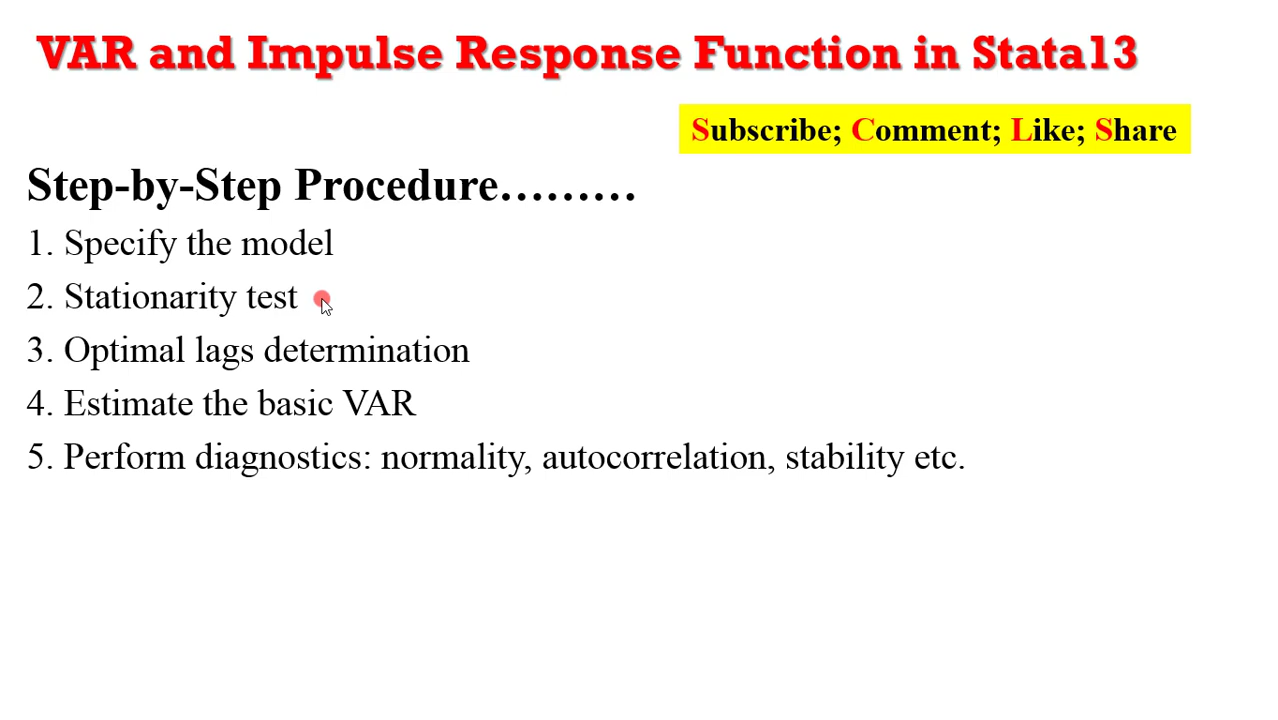 VAR and Impulse Response Function in Stata13
Subscribe; Comment; Like; Share
Step-by-Step Procedure………
1. Specify the model
2. Stationarity test
3. Optimal lags determination
4. Estimate the basic VAR
5. Perform diagnostics: normality, autocorrelation, stability etc.